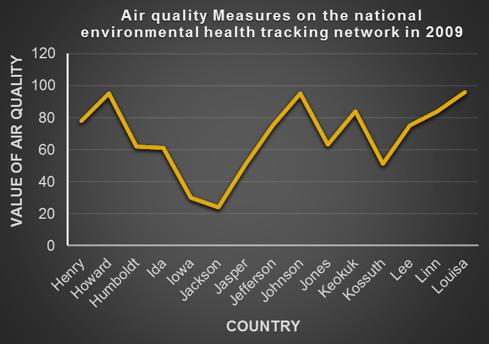 Air quality Measures on the national
environmental health tracking network in 2009
VALUE OF AIR QUALITY
120
100
80
60
40
20
0
Henry
Howard
Humboldt
Ida
Iowa
Jackson
Jasper
Jefferson
Johnson
Jones
Keokuk
Kossuth
Lee
Linn
Louisa
COUNTRY